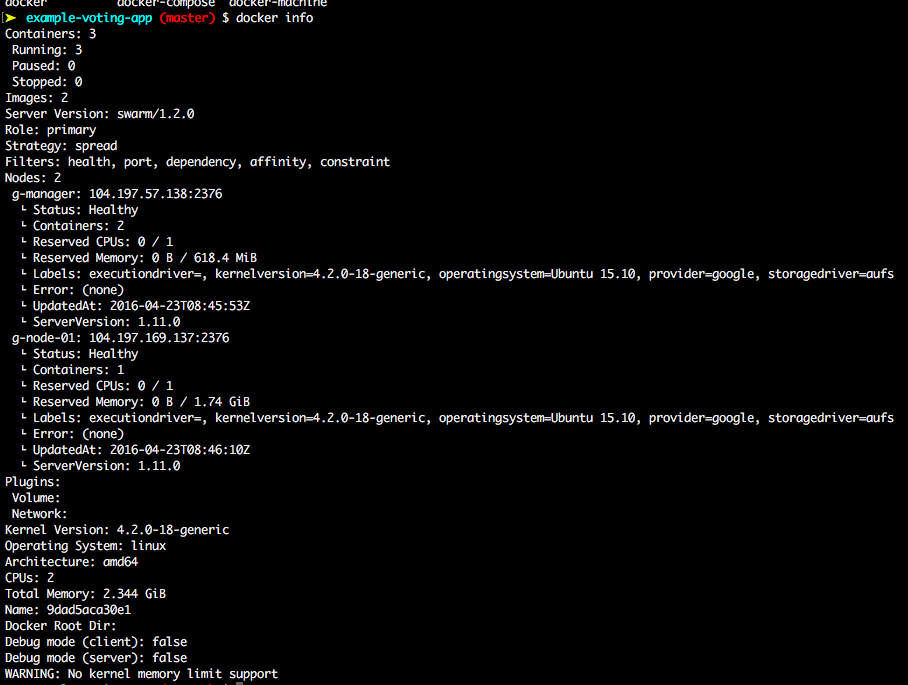 docker docker-compose docker-machine
[➤ example-voting-app (master) $ docker info
Containers: 3
Running: 3
Paused: 0
Stopped: 0
Images: 2
Server Version: swarm/1.2.0
Role: primary
Strategy: spread
Filters: health, port, dependency, affinity, constraint
Nodes: 2
g-manager: 104.197.57.138:2376
└ Status: Healthy
└ Containers: 2
└ Reserved CPUs: 0 / 1
└ Reserved Memory: 0 B / 618.4 MiB
└ Labels: executiondriver=, kernelversion=4.2.0-18-generic, operatingsystem=Ubuntu 15.10, provider=google, storagedriver=aufs
└ Error: (none)
└ UpdatedAt: 2016-04-23T08:45:53Z
└ ServerVersion: 1.11.0
g-node-01: 104.197.169.137:2376
└ Status: Healthy
└ Containers: 1
└ Reserved CPUs: 0 / 1
└ Reserved Memory: 0 B / 1.74 GiB
└ Labels: executiondriver=, kernelversion=4.2.0-18-generic, operatingsystem=Ubuntu 15.10, provider=google, storagedriver=aufs
└ Error: (none)
└ UpdatedAt: 2016-04-23T08:46:10Z
└ ServerVersion: 1.11.0
Plugins:
Volume:
Network:
Kernel Version: 4.2.0-18-generic
Operating System: linux
Architecture: amd64
CPUs: 2
Total Memory: 2.344 GiB
Name: 9dad5aca30e1
Docker Root Dir:
Debug mode (client): false
Debug mode (server): false
WARNING: No kernel memory limit support